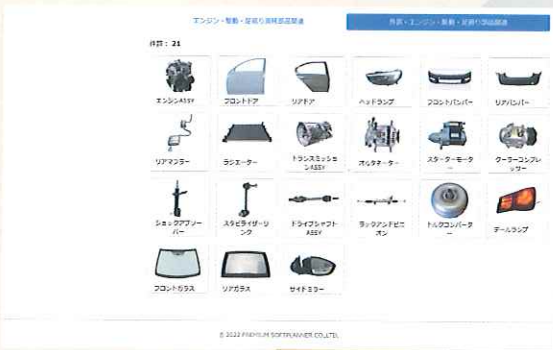 エンジン・駆動・足廻り消耗部品関連
外装・エンジン・駆動・足廻り部品関連
件数： 21
エンジンASSY
フロントドア
リアドア
ヘッドランプ
フロントバンパー
リアバンパー
リアマフラー
ラジエーター
トランスミッショ
ンASSY
オルタネーター
スターターモータ
ー
クーラーコンプレ
ッサー
ショックアブソー
バー
スタビライザーリ
ンク
ドライブシャフト
ASSY
ラックアンドピニ
オン
トルクコンバータ
ー
テールランプ
フロントガラス
リアガラス
サイドミラー
© 2022 PREMIUM SOFTPLANNER CO.,LTD.